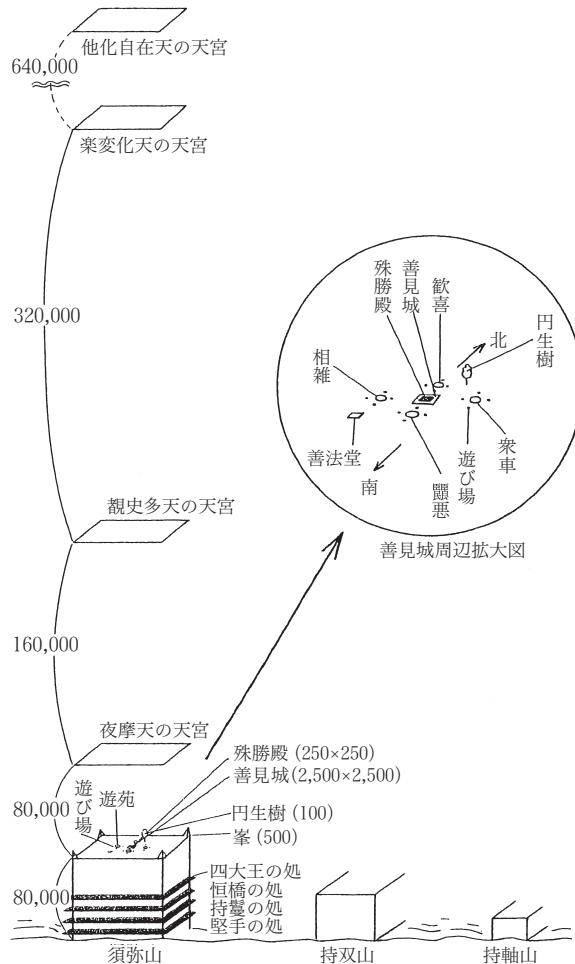 他化自在天の天宮
640,000
楽変化天の天宮
320,000
殊勝殿
善見城
歓喜
北
円生樹
相雑
善法堂
南
麤悪
遊び場
衆車
善見城周辺拡大図
覩史多天の天宮
160,000
夜摩天の天宮
殊勝殿 (250×250)
善見城 (2,500×2,500)
円生樹 (100)
峯 (500)
80,000
遊び場
遊苑
四大王の処
恒橋の処
持鬘の処
堅手の処
80,000
須弥山
持双山
持軸山